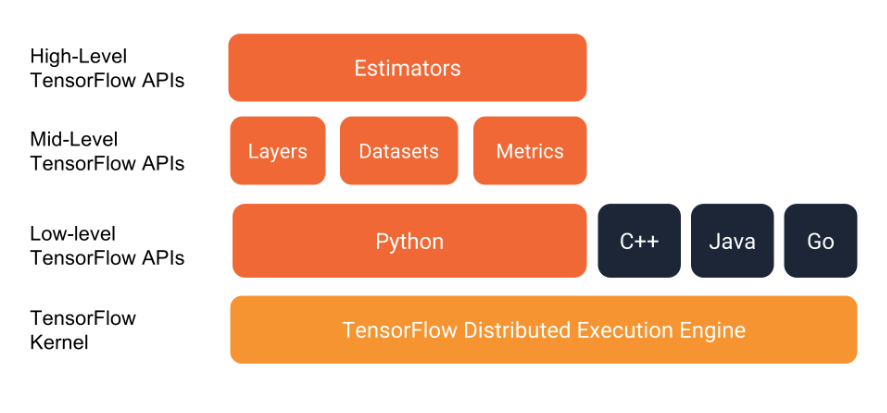 High-Level
TensorFlow APIs
Estimators
Mid-Level
TensorFlow APIs
Layers
Datasets
Metrics
Low-level
TensorFlow APIs
Python
C++
Java
Go
TensorFlow
Kernel
TensorFlow Distributed Execution Engine